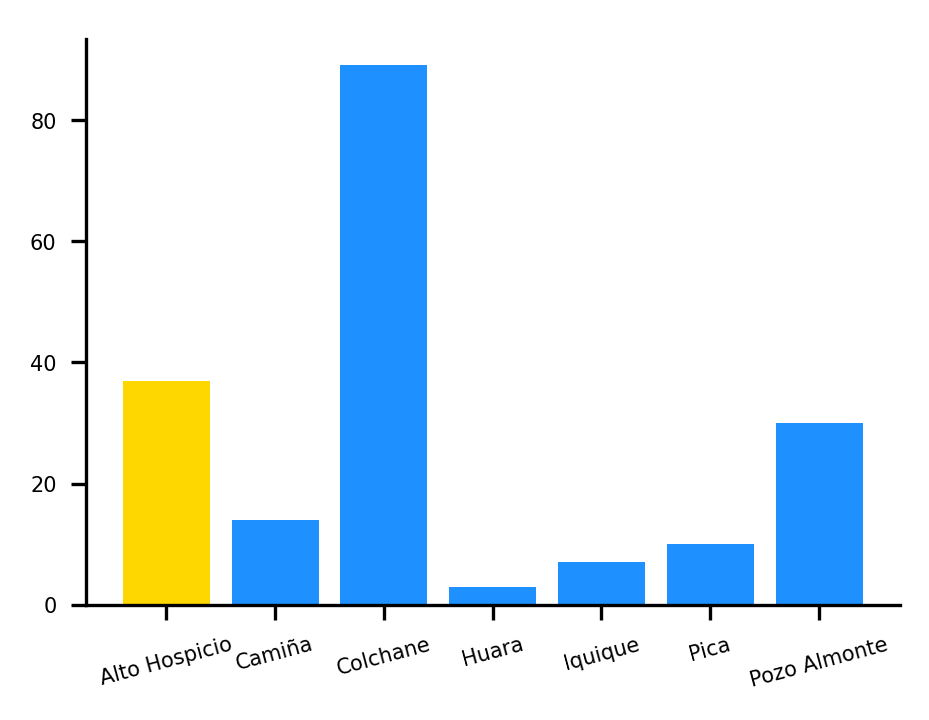 80
60
40
20
0
Alto Hospicio
Camiña
Colchane
Huara
Iquique
Pica
Pozo Almonte